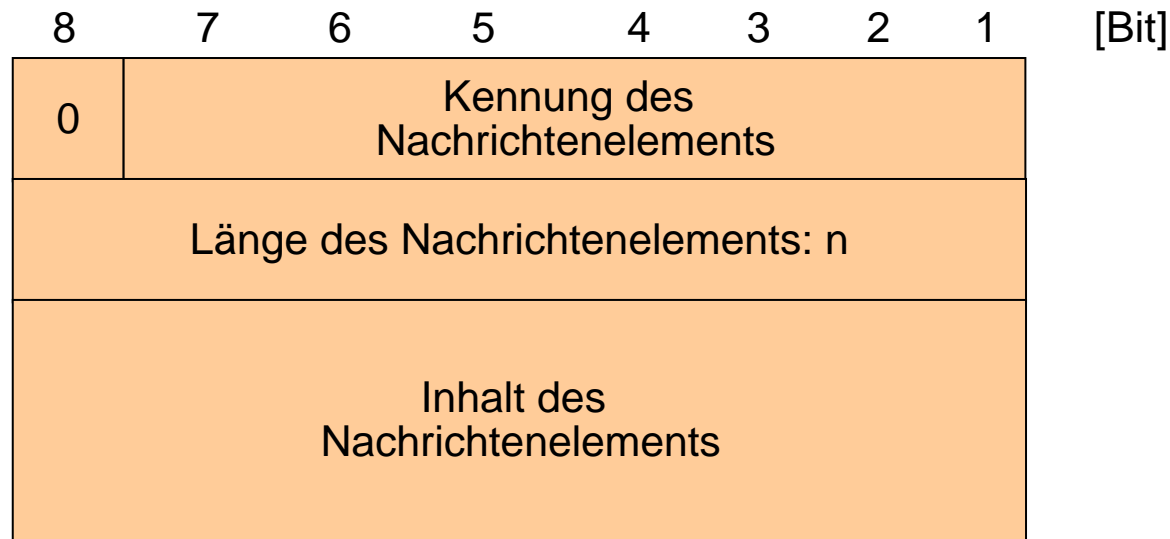 8 7 6 5 4 3 2 1 [Bit]
0 Kennung des
Nachrichtenelements
Länge des Nachrichtenelements: n
Inhalt des
Nachrichtenelements